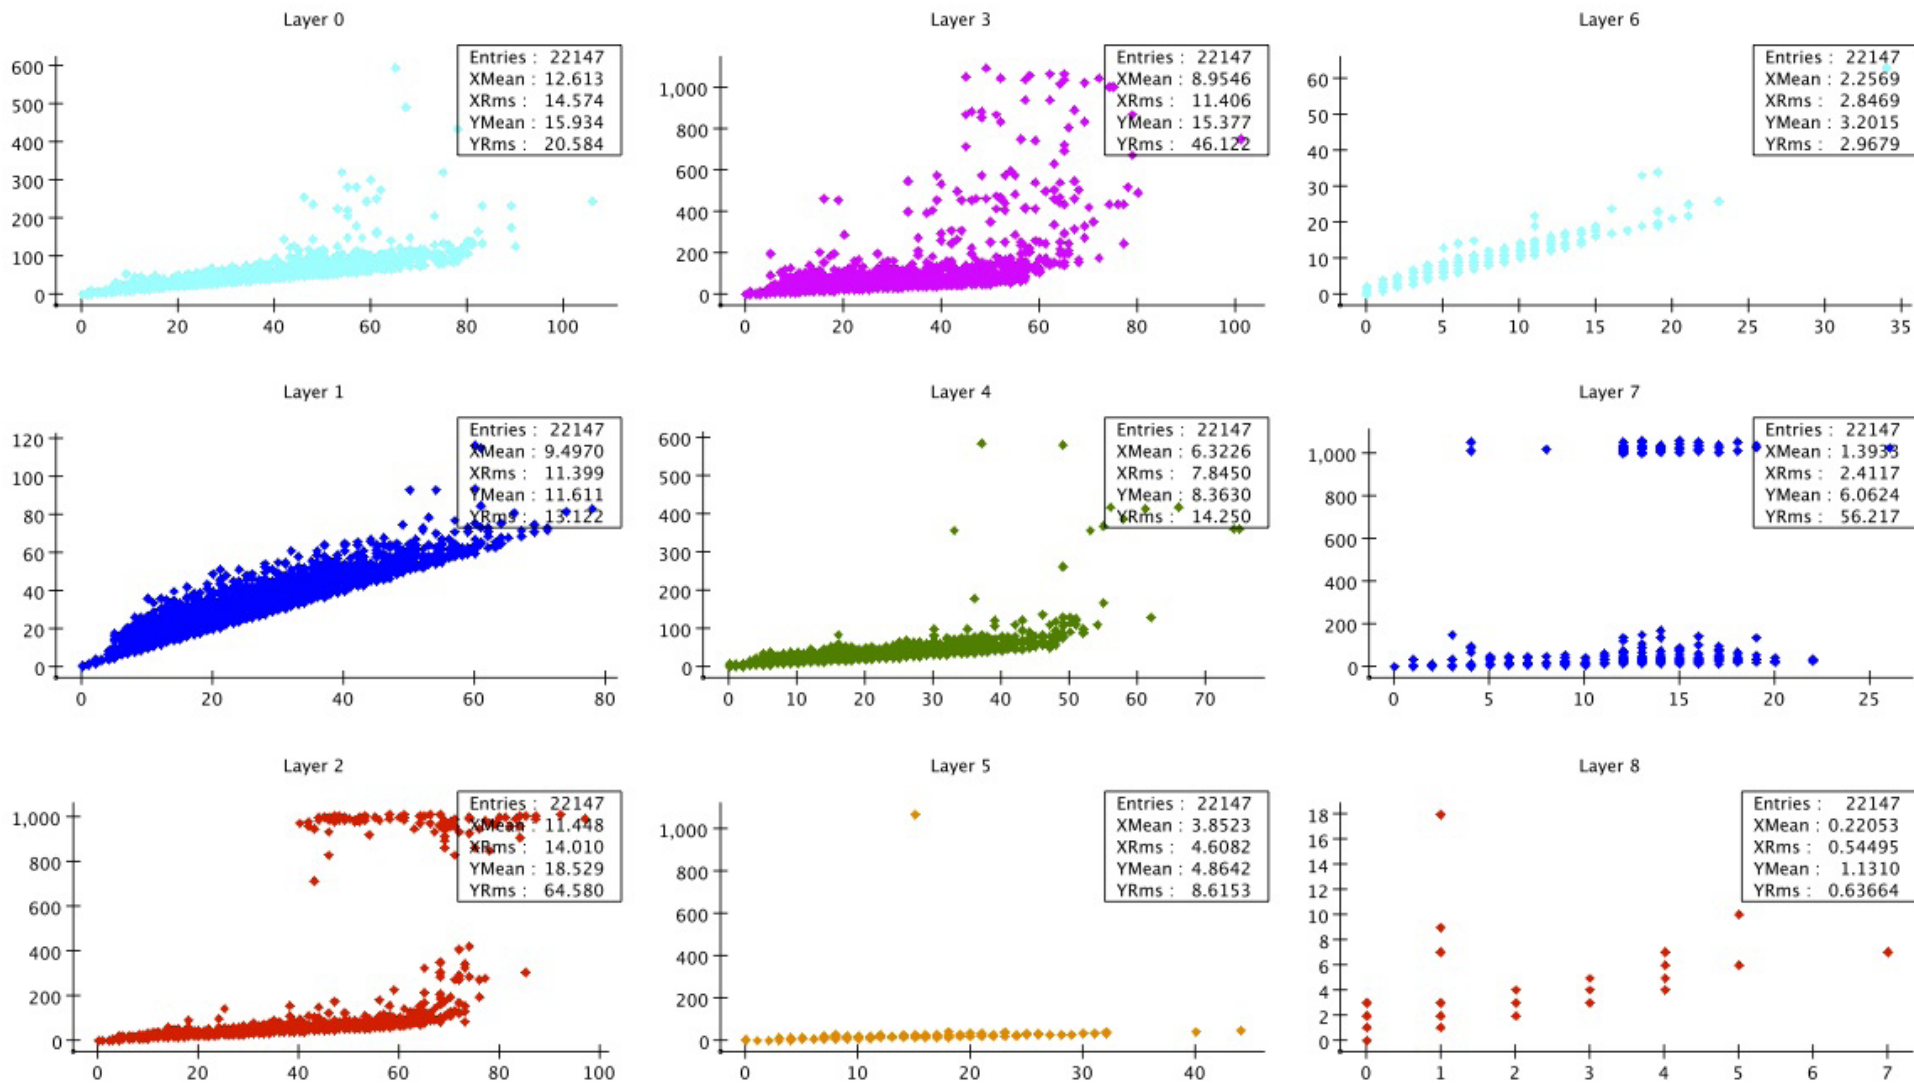 Layer 0
Entries : 22147
XMean : 12.613
XRms : 14.574
YMean : 15.934
YRms : 20.584
600
500
400
300
200
100
0
0 20 40 60 80 100
Layer 3
Entries : 22147
XMean : 8.9546
XRms : 11.406
YMean : 15.377
YRms : 46.122
1,000
800
600
400
200
0
0 20 40 60 80 100
Layer 6
Entries : 22147
XMean : 2.2569
XRms : 2.8469
YMean : 3.2015
YRms : 2.9679
60
50
40
30
20
10
0
0 5 10 15 20 25 30 35
Layer 1
Entries : 22147
XMean : 9.4970
XRms : 11.399
YMean : 11.611
YRms : 13.122
120
100
80
60
40
20
0
0 20 40 60 80
Layer 4
Entries : 22147
XMean : 6.3226
XRms : 7.8450
YMean : 8.3630
YRms : 14.250
600
500
400
300
200
100
0
0 10 20 30 40 50 60 70
Layer 7
Entries : 22147
XMean : 1.3933
XRms : 2.4117
YMean : 6.0624
YRms : 56.217
1,000
800
600
400
200
0
0 5 10 15 20 25
Layer 2
Entries : 22147
XMean : 11.448
XRms : 14.010
YMean : 18.529
YRms : 64.580
1,000
800
600
400
200
0
0 20 40 60 80 100
Layer 5
Entries : 22147
XMean : 3.8523
XRms : 4.6082
YMean : 4.8642
YRms : 8.6153
1,000
800
600
400
200
0
0 10 20 30 40
Layer 8
Entries : 22147
XMean : 0.22053
XRms : 0.54495
YMean : 1.1310
YRms : 0.63664
18
16
14
12
10
8
6
4
2
0
0 1 2 3 4 5 6 7